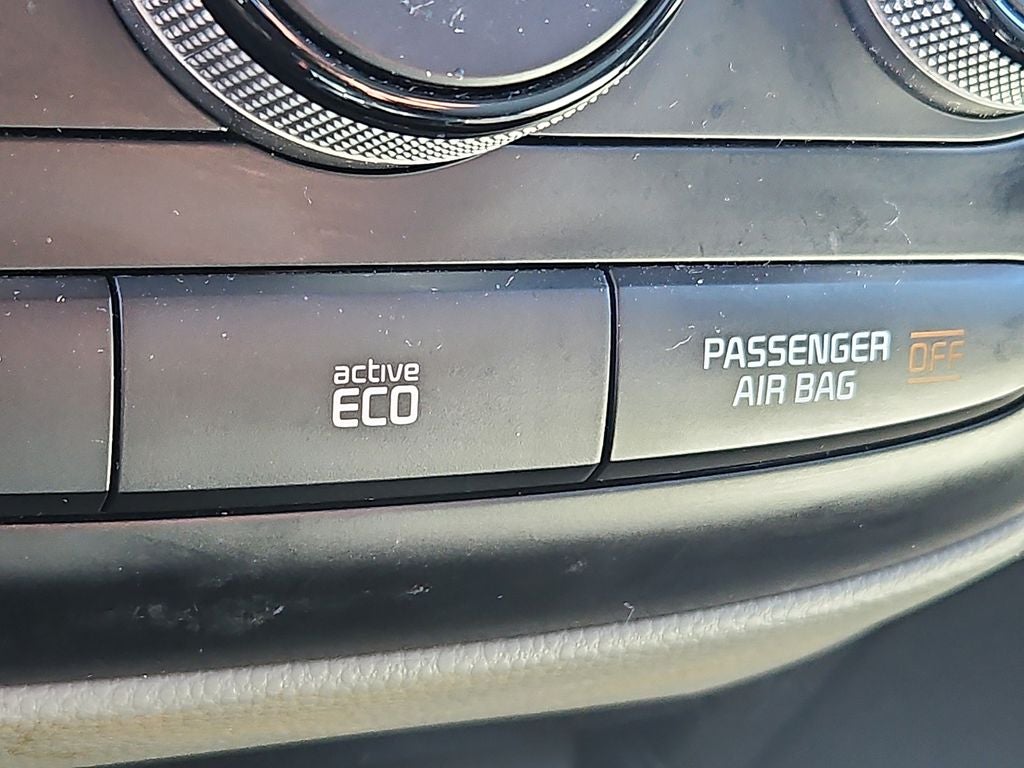 active
ECO
PASSENGER OFF
AIR BAG